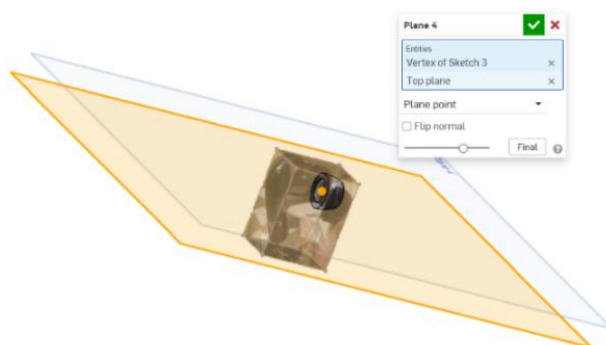 Plane 4
Entities
Vertex of Sketch 3
Top plane
Plane point
Flip normal
Final